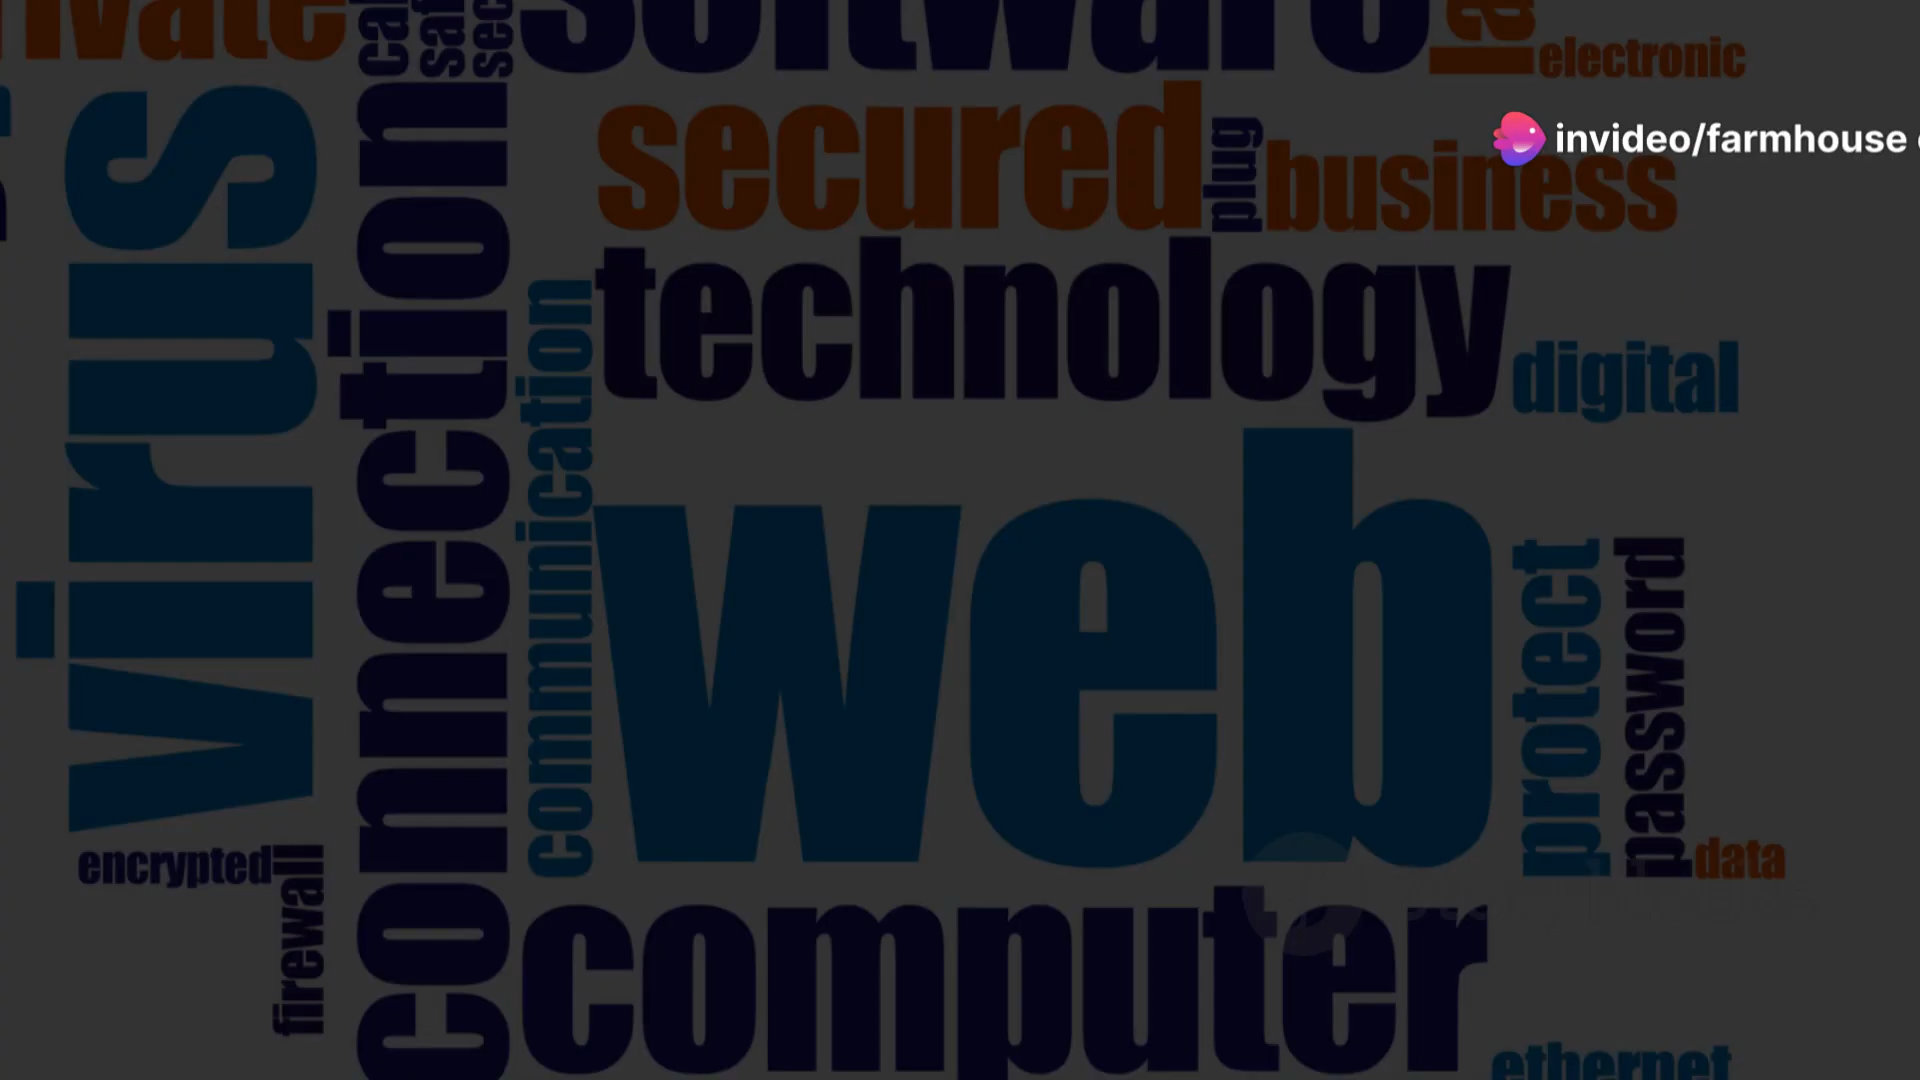 software
electronic
secured
plug
business
invideo/farmhouse
technology
digital
virus
connection
communication
web
protect
password
data
encrypted
firewall
computer
ethernet